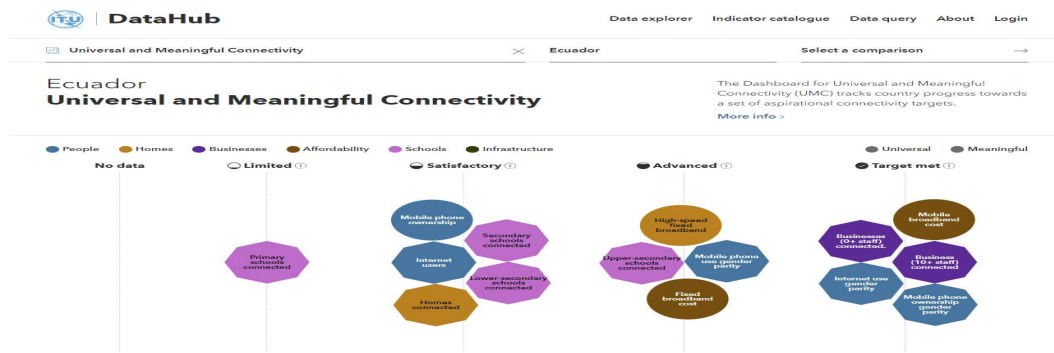 ITU DataHub
Data explorer Indicator catalogue Data query About Login
Universal and Meaningful Connectivity
Ecuador
Select a comparison
Ecuador
Universal and Meaningful Connectivity
The Dashboard for Universal and Meaningful
Connectivity (UMC) tracks country progress towards
a set of aspirational connectivity targets.
More info >
People Homes Businesses Affordability Schools Infrastructure
Universal Meaningful
No data
Limited
Satisfactory
Advanced
Target met
Primary
schools
connected
Mobile phone
ownership
Secondary
schools
connected
Internet
users
Lower-secondary
schools
connected
Homes
connected
High-speed
fixed
broadband
Upper-secondary
schools
connected
Mobile phone
use gender
parity
Fixed
broadband
cost
Mobile
broadband
cost
Businesses
(0+ staff)
connected.
Business
(10+ staff)
connected
Internet use
gender
parity
Mobile phone
ownership
gender
parity